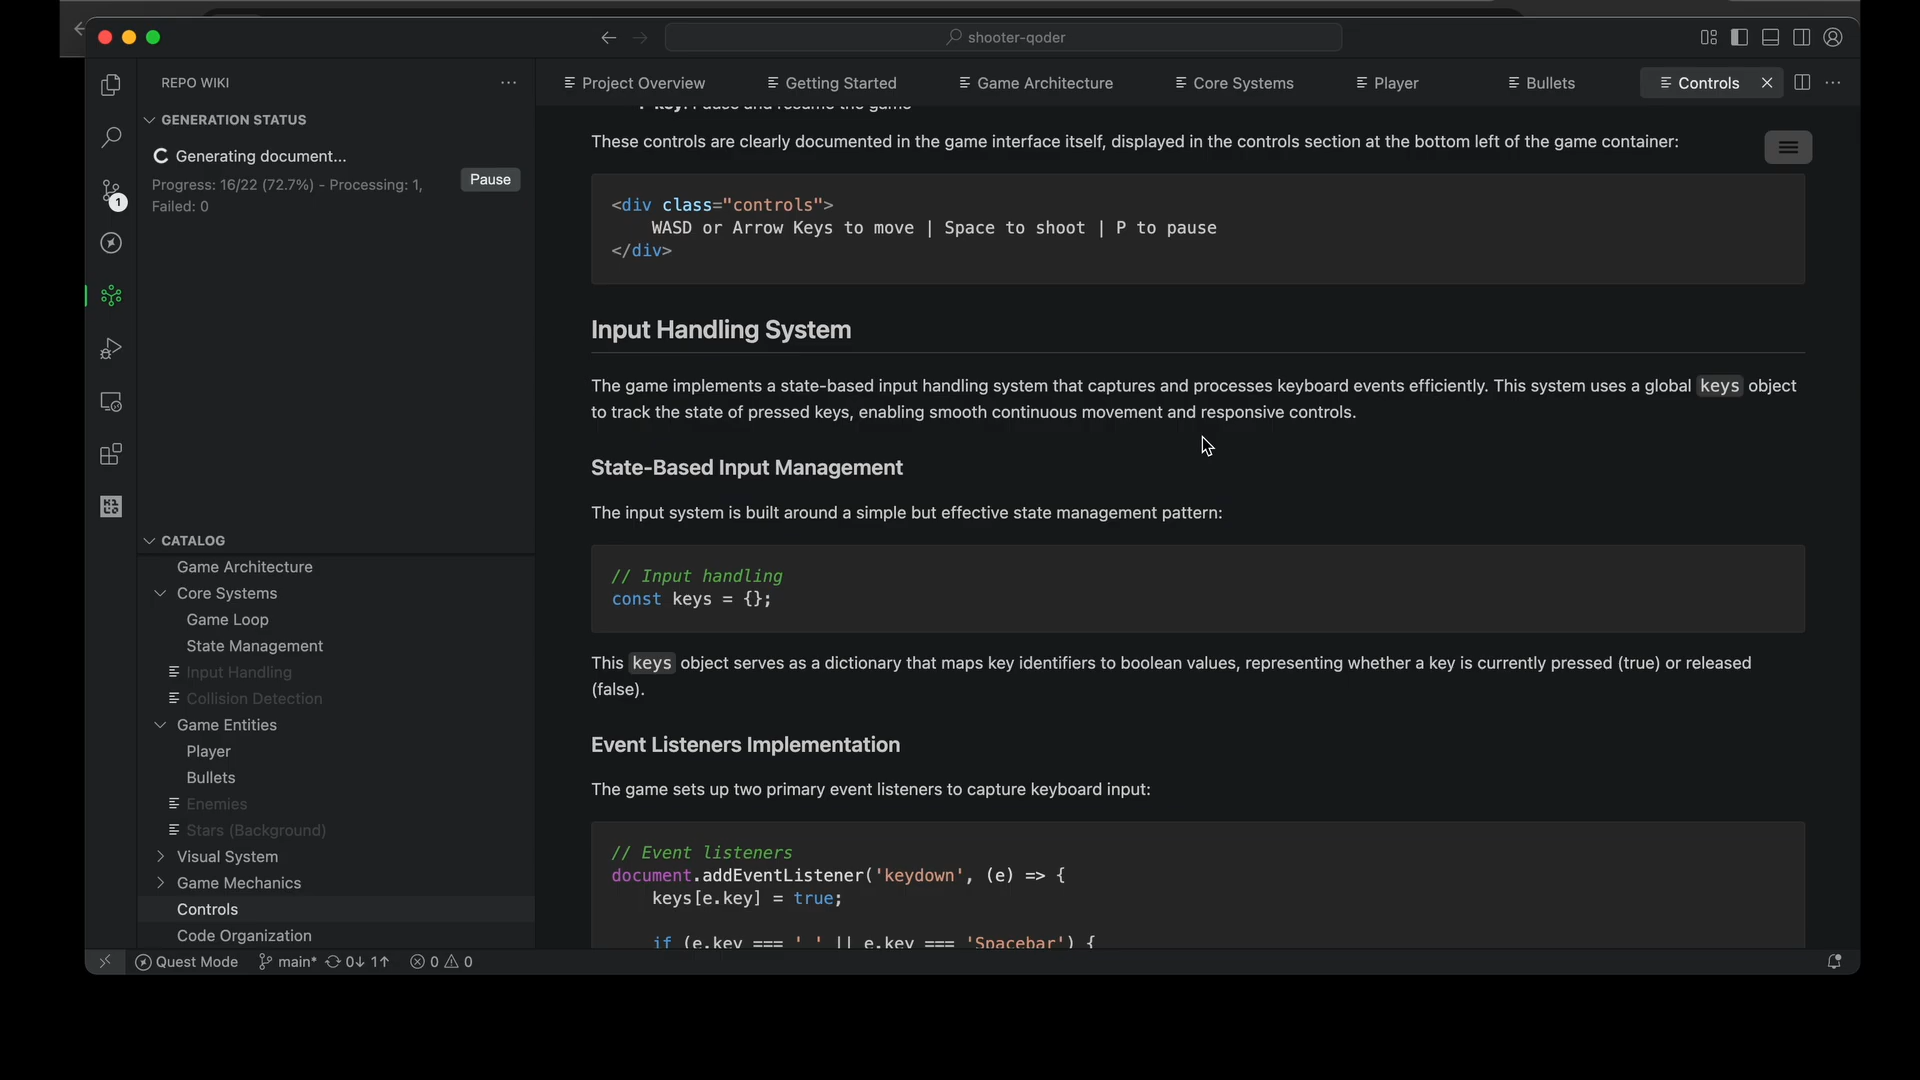 shooter-qoder
REPO WIKI
GENERATION STATUS
Generating document...
Progress: 16/22 (72.7%) - Processing: 1,
Failed: 0
Pause
1
CATALOG
Game Architecture
Core Systems
Game Loop
State Management
Input Handling
Collision Detection
Game Entities
Player
Bullets
Enemies
Stars (Background)
Visual System
Game Mechanics
Controls
Code Organization
Project Overview
Getting Started
Game Architecture
Core Systems
Player
Bullets
Controls
These controls are clearly documented in the game interface itself, displayed in the controls section at the bottom left of the game container:
<div class="controls">
WASD or Arrow Keys to move | Space to shoot | P to pause
</div>
Input Handling System
The game implements a state-based input handling system that captures and processes keyboard events efficiently. This system uses a global keys object
to track the state of pressed keys, enabling smooth continuous movement and responsive controls.
State-Based Input Management
The input system is built around a simple but effective state management pattern:
// Input handling
const keys = {};
This keys object serves as a dictionary that maps key identifiers to boolean values, representing whether a key is currently pressed (true) or released
(false).
Event Listeners Implementation
The game sets up two primary event listeners to capture keyboard input:
// Event listeners
document.addEventListener('keydown', (e) => {
keys[e.key] = true;
if (e.key === ' ' || e.key === 'Spacebar') {
Quest Mode
main*
0↓ 1↑
0
0